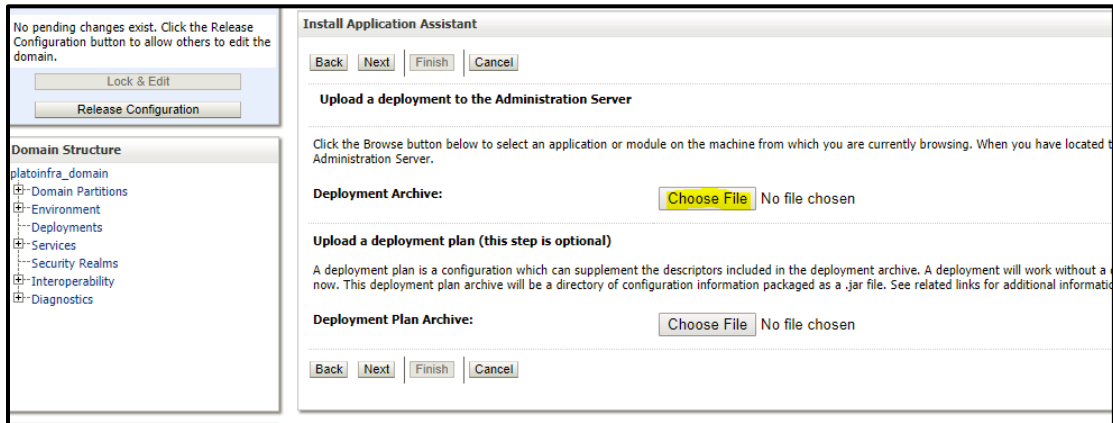 No pending changes exist. Click the Release
Configuration button to allow others to edit the
domain.
Lock & Edit
Release Configuration
Domain Structure
platoinfra_domain
Domain Partitions
Environment
Deployments
Services
Security Realms
Interoperability
Diagnostics
Install Application Assistant
Back Next Finish Cancel
Upload a deployment to the Administration Server
Click the Browse button below to select an application or module on the machine from which you are currently browsing. When you have located
Administration Server.
Deployment Archive: Choose File No file chosen
Upload a deployment plan (this step is optional)
A deployment plan is a configuration which can supplement the descriptors included in the deployment archive. A deployment will work without a
now. This deployment plan archive will be a directory of configuration information packaged as a .jar file. See related links for additional
Deployment Plan Archive: Choose File No file chosen
Back Next Finish Cancel